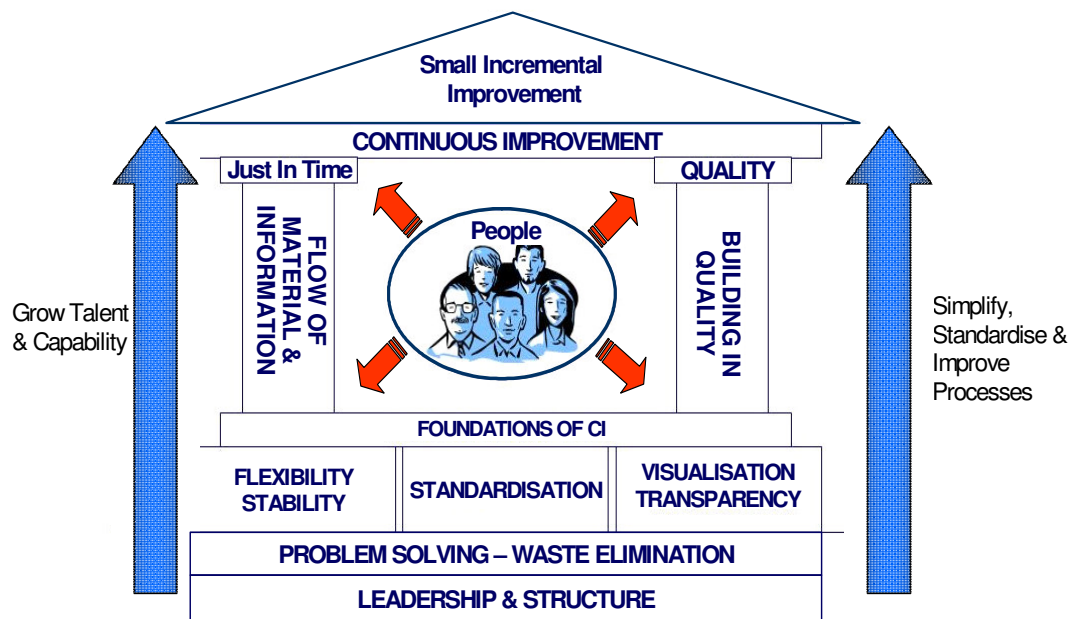 Small Incremental
Improvement
CONTINUOUS IMPROVEMENT
Just In Time
QUALITY
People
FLOW OF
MATERIAL &
INFORMATION
BUILDING IN
QUALITY
Grow Talent
& Capability
Simplify,
Standardise &
Improve
Processes
FOUNDATIONS OF CI
FLEXIBILITY
STABILITY
STANDARDISATION
VISUALISATION
TRANSPARENCY
PROBLEM SOLVING – WASTE ELIMINATION
LEADERSHIP & STRUCTURE